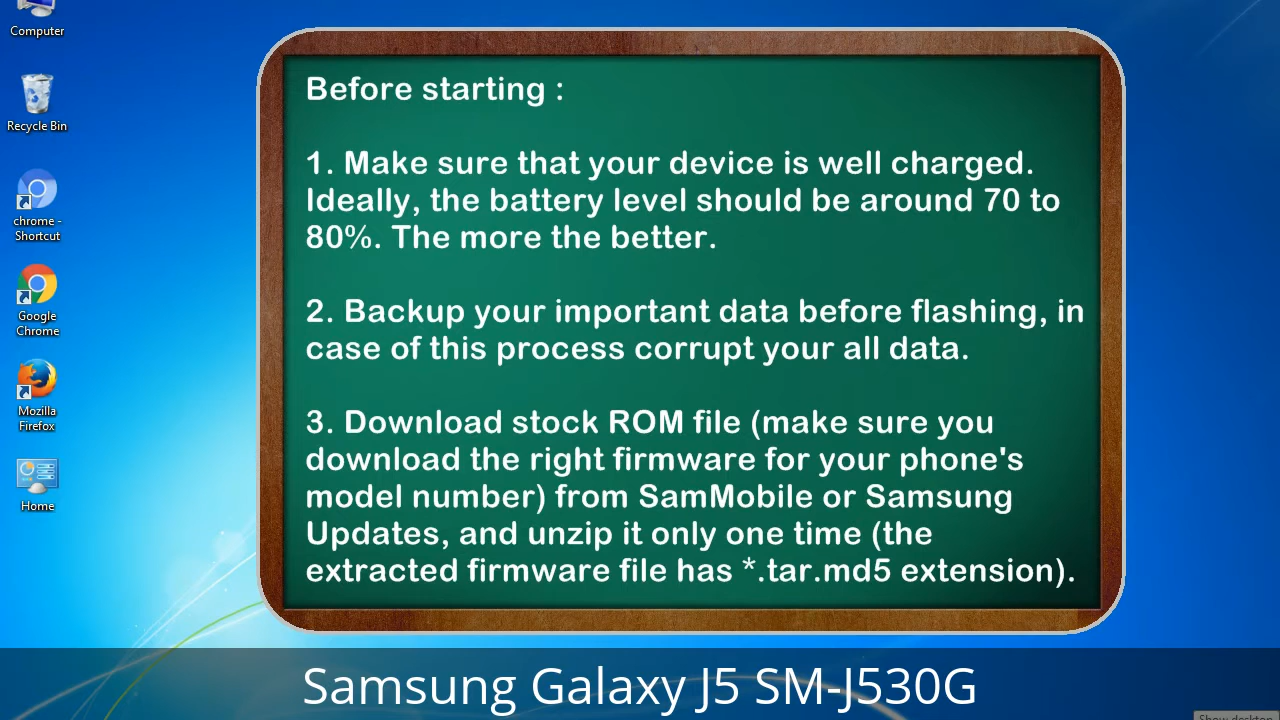 Computer
Recycle Bin
chrome -
Shortcut
Google
Chrome
Mozilla
Firefox
Home
Before starting :
1. Make sure that your device is well charged.
Ideally, the battery level should be around 70 to
80%. The more the better.
2. Backup your important data before flashing, in
case of this process corrupt your all data.
3. Download stock ROM file (make sure you
download the right firmware for your phone's
model number) from SamMobile or Samsung
Updates, and unzip it only one time (the
extracted firmware file has *.tar.md5 extension).
Samsung Galaxy J5 SM-J530G
Show desktop